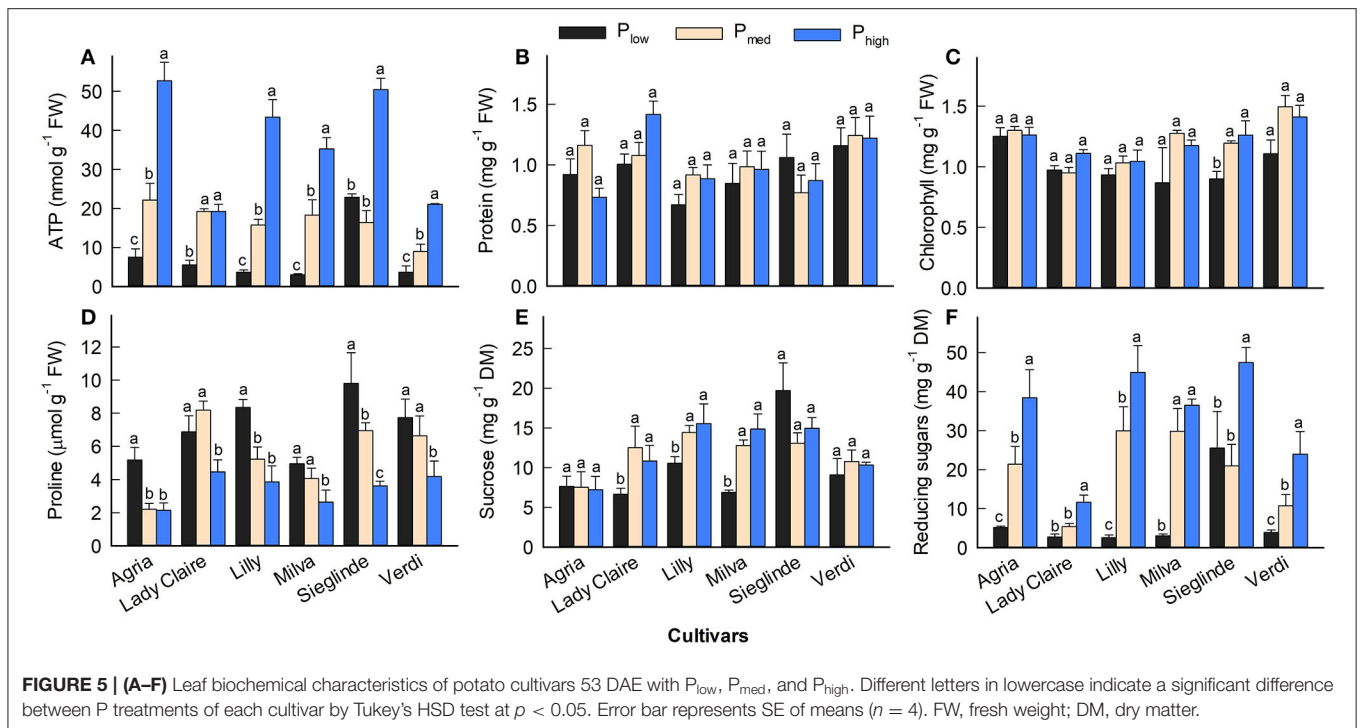 P_low P_med P_high
A
ATP (nmol g⁻¹ FW)
50
40
30
20
10
0
c b a
b a a
c b a
c b a
b b a
c b a
B
Protein (mg g⁻¹ FW)
1.5
1.0
0.5
0.0
a a a
a a a
a a a
a a a
a a a
a a a
C
Chlorophyll (mg g⁻¹ FW)
1.5
1.0
0.5
0.0
a a a
a a a
a a a
a a a
b a a
a a a
D
Proline (µmol g⁻¹ FW)
12
10
8
6
4
2
0
a b b
a a b
a b b
a a b
a b c
a a b
Agria
Lady Claire
Lilly
Milva
Sieglinde
Verdi
E
Sucrose (mg g⁻¹ DM)
25
20
15
10
5
0
a a a
b a a
b a a
b a a
a a a
a a a
Agria
Lady Claire
Lilly
Milva
Sieglinde
Verdi
F
Reducing sugars (mg g⁻¹ DM)
50
40
30
20
10
0
c b a
b b a
c b a
b a a
b b a
c b a
Agria
Lady Claire
Lilly
Milva
Sieglinde
Verdi
Cultivars
FIGURE 5 | (A–F) Leaf biochemical characteristics of potato cultivars 53 DAE with P_low, P_med, and P_high. Different letters in lowercase indicate a significant difference
between P treatments of each cultivar by Tukey's HSD test at p < 0.05. Error bar represents SE of means (n = 4). FW, fresh weight; DM, dry matter.